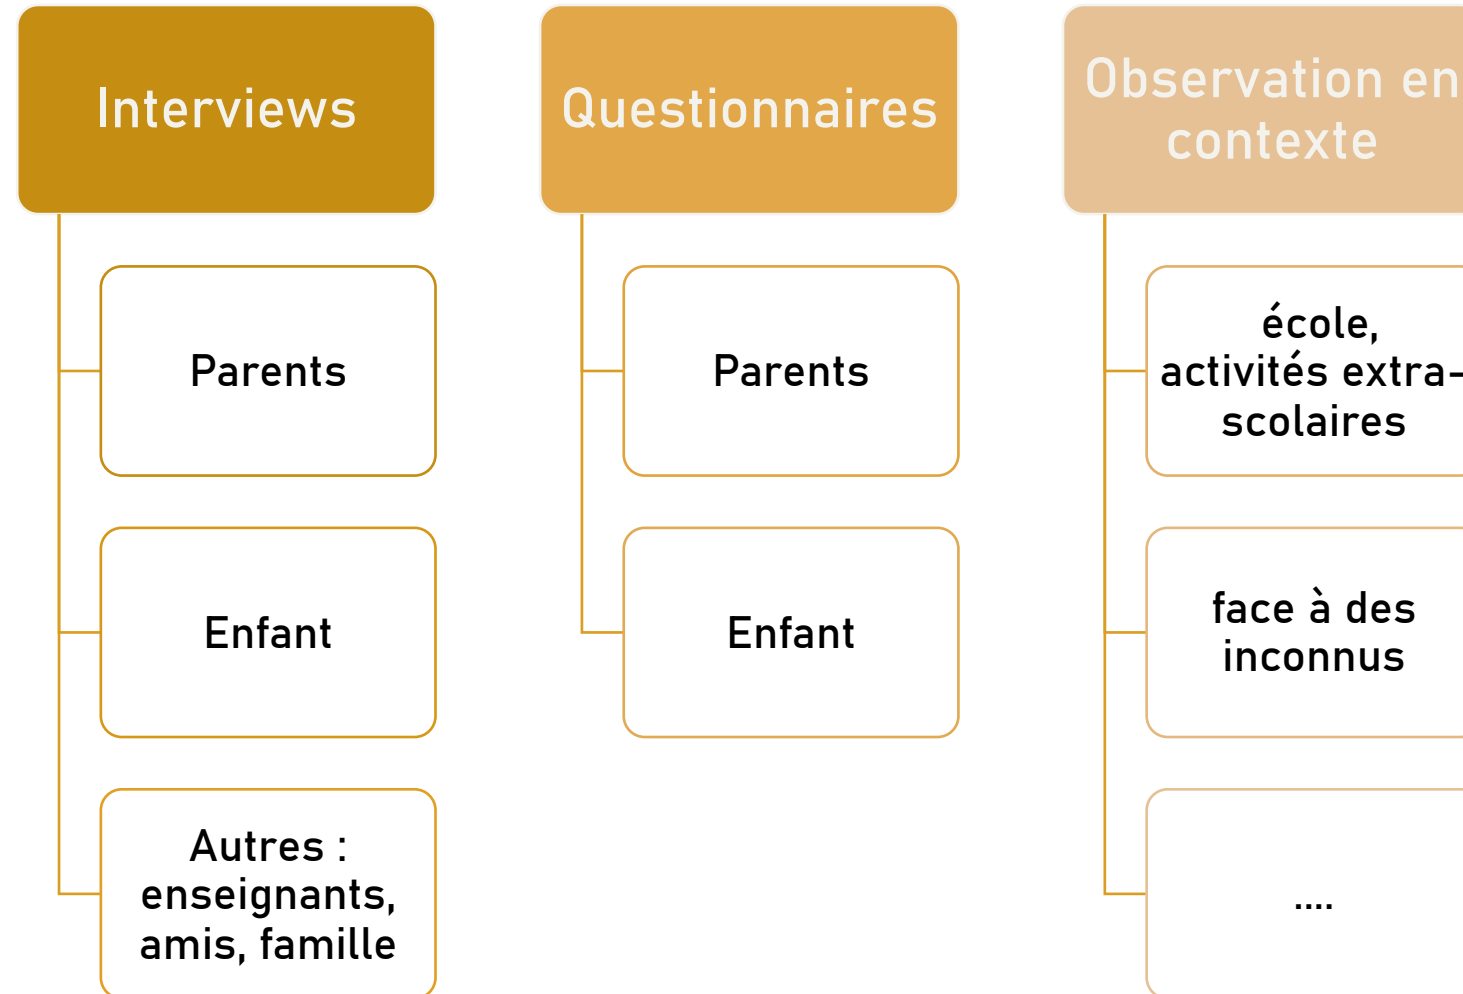 Interviews
Parents
Enfant
Autres :
enseignants,
amis, famille
Questionnaires
Parents
Enfant
Observation en
contexte
école,
activités extra-
scolaires
face à des
inconnus
....